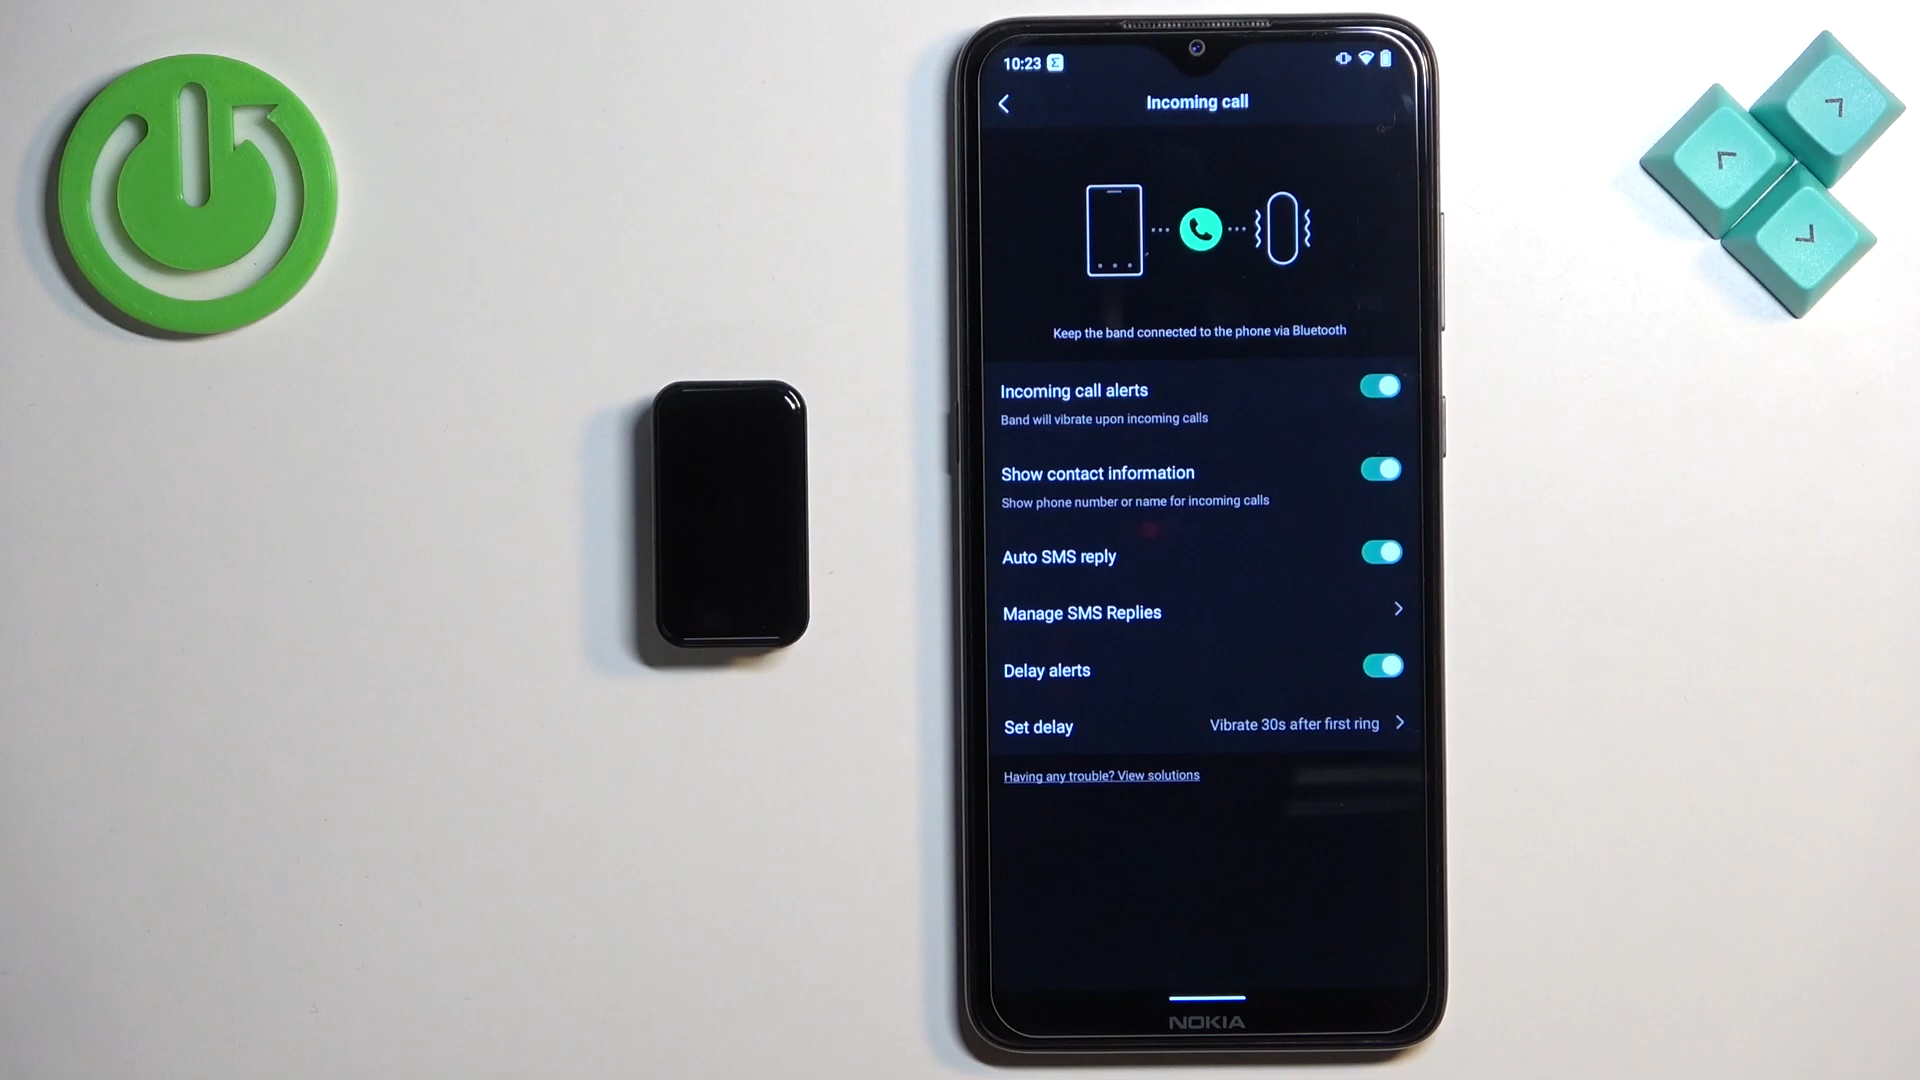 10:23
Incoming call
Keep the band connected to the phone via Bluetooth
Incoming call alerts
Band will vibrate upon incoming calls
Show contact information
Show phone number or name for incoming calls
Auto SMS reply
Manage SMS Replies
Delay alerts
Set delay Vibrate 30s after first ring
Having any trouble? View solutions
NOKIA